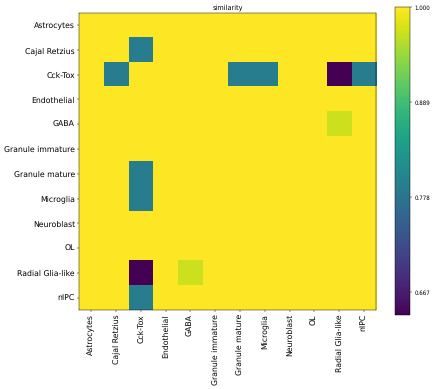 similarity
Astrocytes
Cajal Retzius
Cck-Tox
Endothelial
GABA
Granule immature
Granule mature
Microglia
Neuroblast
OL
Radial Glia-like
nIPC
Astrocytes
Cajal Retzius
Cck-Tox
Endothelial
GABA
Granule immature
Granule mature
Microglia
Neuroblast
OL
Radial Glia-like
nIPC
1.000
0.889
0.778
0.667